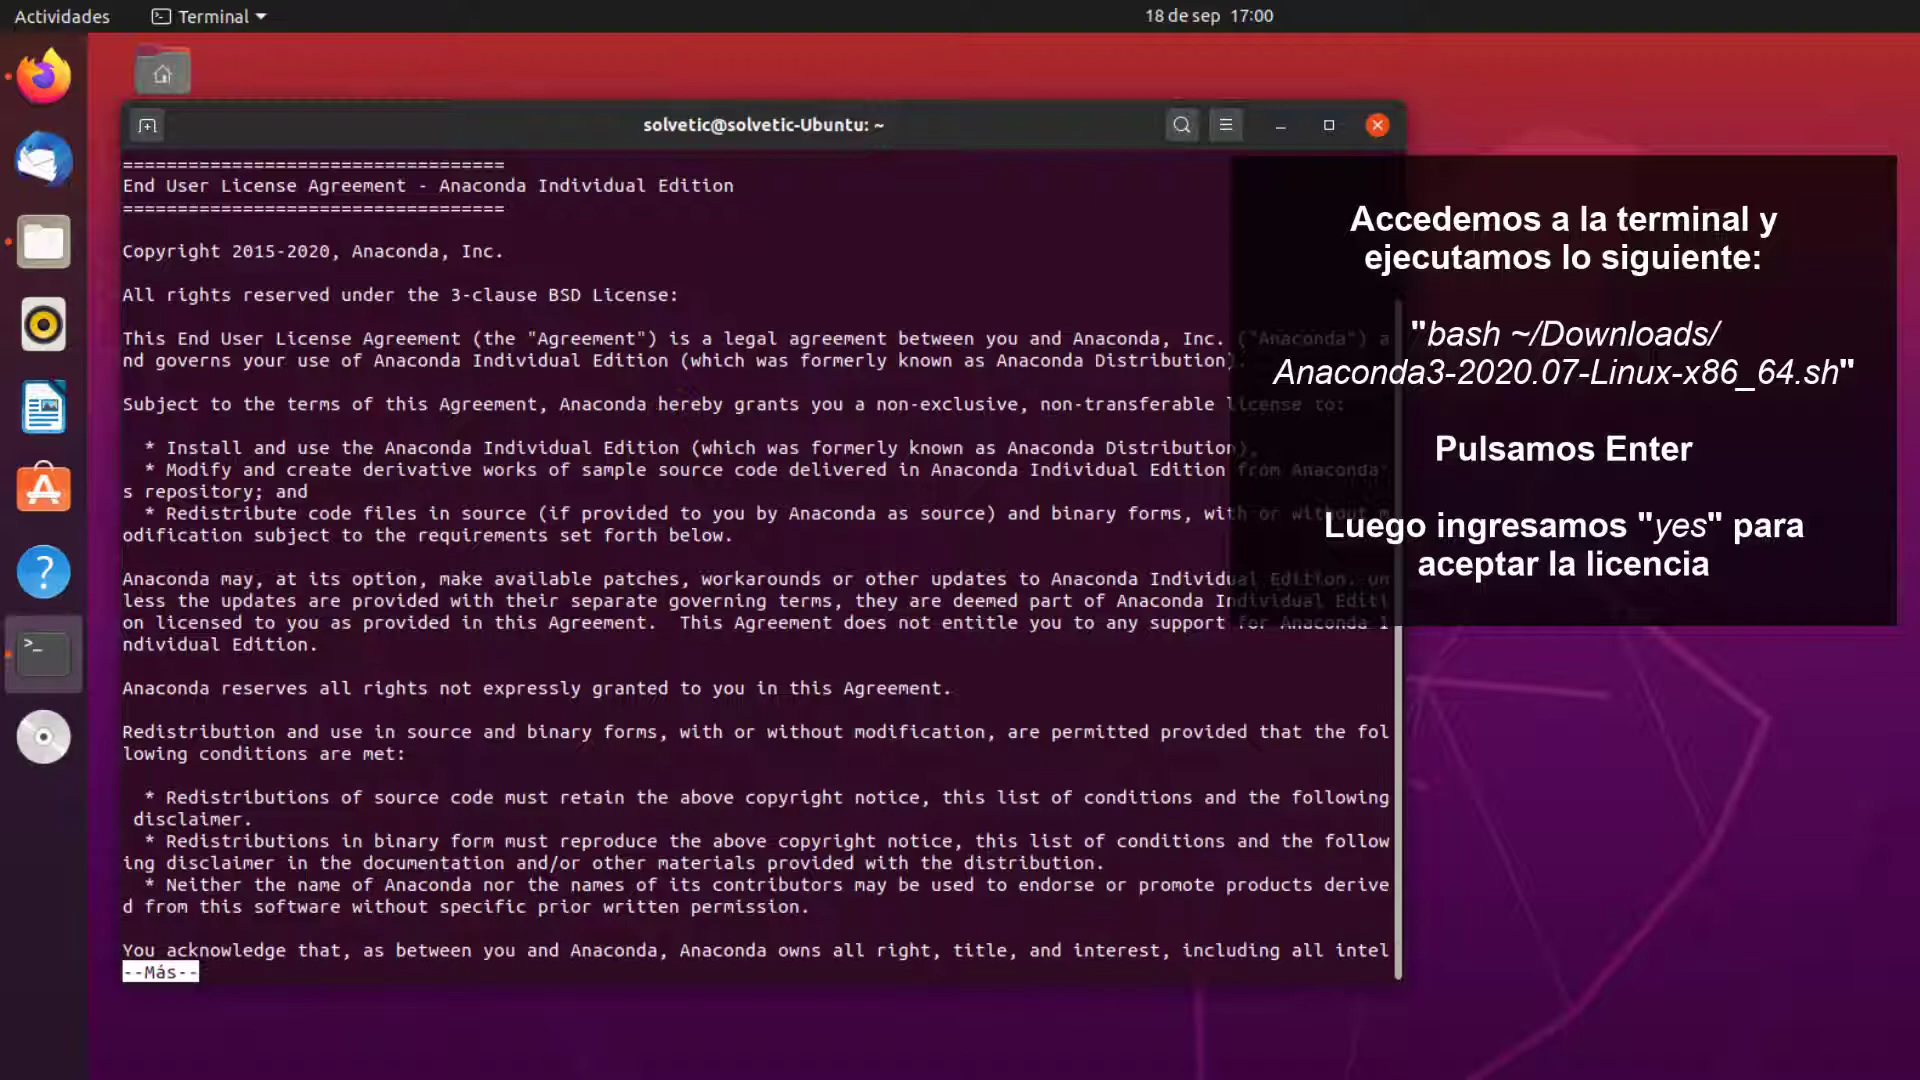 Actividades
Terminal
18 de sep 17:00
solvetic@solvetic-Ubuntu: ~
===================================
End User License Agreement - Anaconda Individual Edition
===================================
Copyright 2015-2020, Anaconda, Inc.
All rights reserved under the 3-clause BSD License:
This End User License Agreement (the "Agreement") is a legal agreement between you and Anaconda, Inc. ("Anaconda") a
nd governs your use of Anaconda Individual Edition (which was formerly known as Anaconda Distribution).
Subject to the terms of this Agreement, Anaconda hereby grants you a non-exclusive, non-transferable license to:
* Install and use the Anaconda Individual Edition (which was formerly known as Anaconda Distribution),
* Modify and create derivative works of sample source code delivered in Anaconda Individual Edition from Anaconda'
s repository; and
* Redistribute code files in source (if provided to you by Anaconda as source) and binary forms, with or without m
odification subject to the requirements set forth below.
Anaconda may, at its option, make available patches, workarounds or other updates to Anaconda Individual Edition. Un
less the updates are provided with their separate governing terms, they are deemed part of Anaconda Individual Editi
on licensed to you as provided in this Agreement.  This Agreement does not entitle you to any support for Anaconda I
ndividual Edition.
Anaconda reserves all rights not expressly granted to you in this Agreement.
Redistribution and use in source and binary forms, with or without modification, are permitted provided that the fol
lowing conditions are met:
* Redistributions of source code must retain the above copyright notice, this list of conditions and the following
disclaimer.
* Redistributions in binary form must reproduce the above copyright notice, this list of conditions and the follow
ing disclaimer in the documentation and/or other materials provided with the distribution.
* Neither the name of Anaconda nor the names of its contributors may be used to endorse or promote products derive
d from this software without specific prior written permission.
You acknowledge that, as between you and Anaconda, Anaconda owns all right, title, and interest, including all intel
--Más--
Accedemos a la terminal y
ejecutamos lo siguiente:
"bash ~/Downloads/
Anaconda3-2020.07-Linux-x86_64.sh"
Pulsamos Enter
Luego ingresamos "yes" para
aceptar la licencia